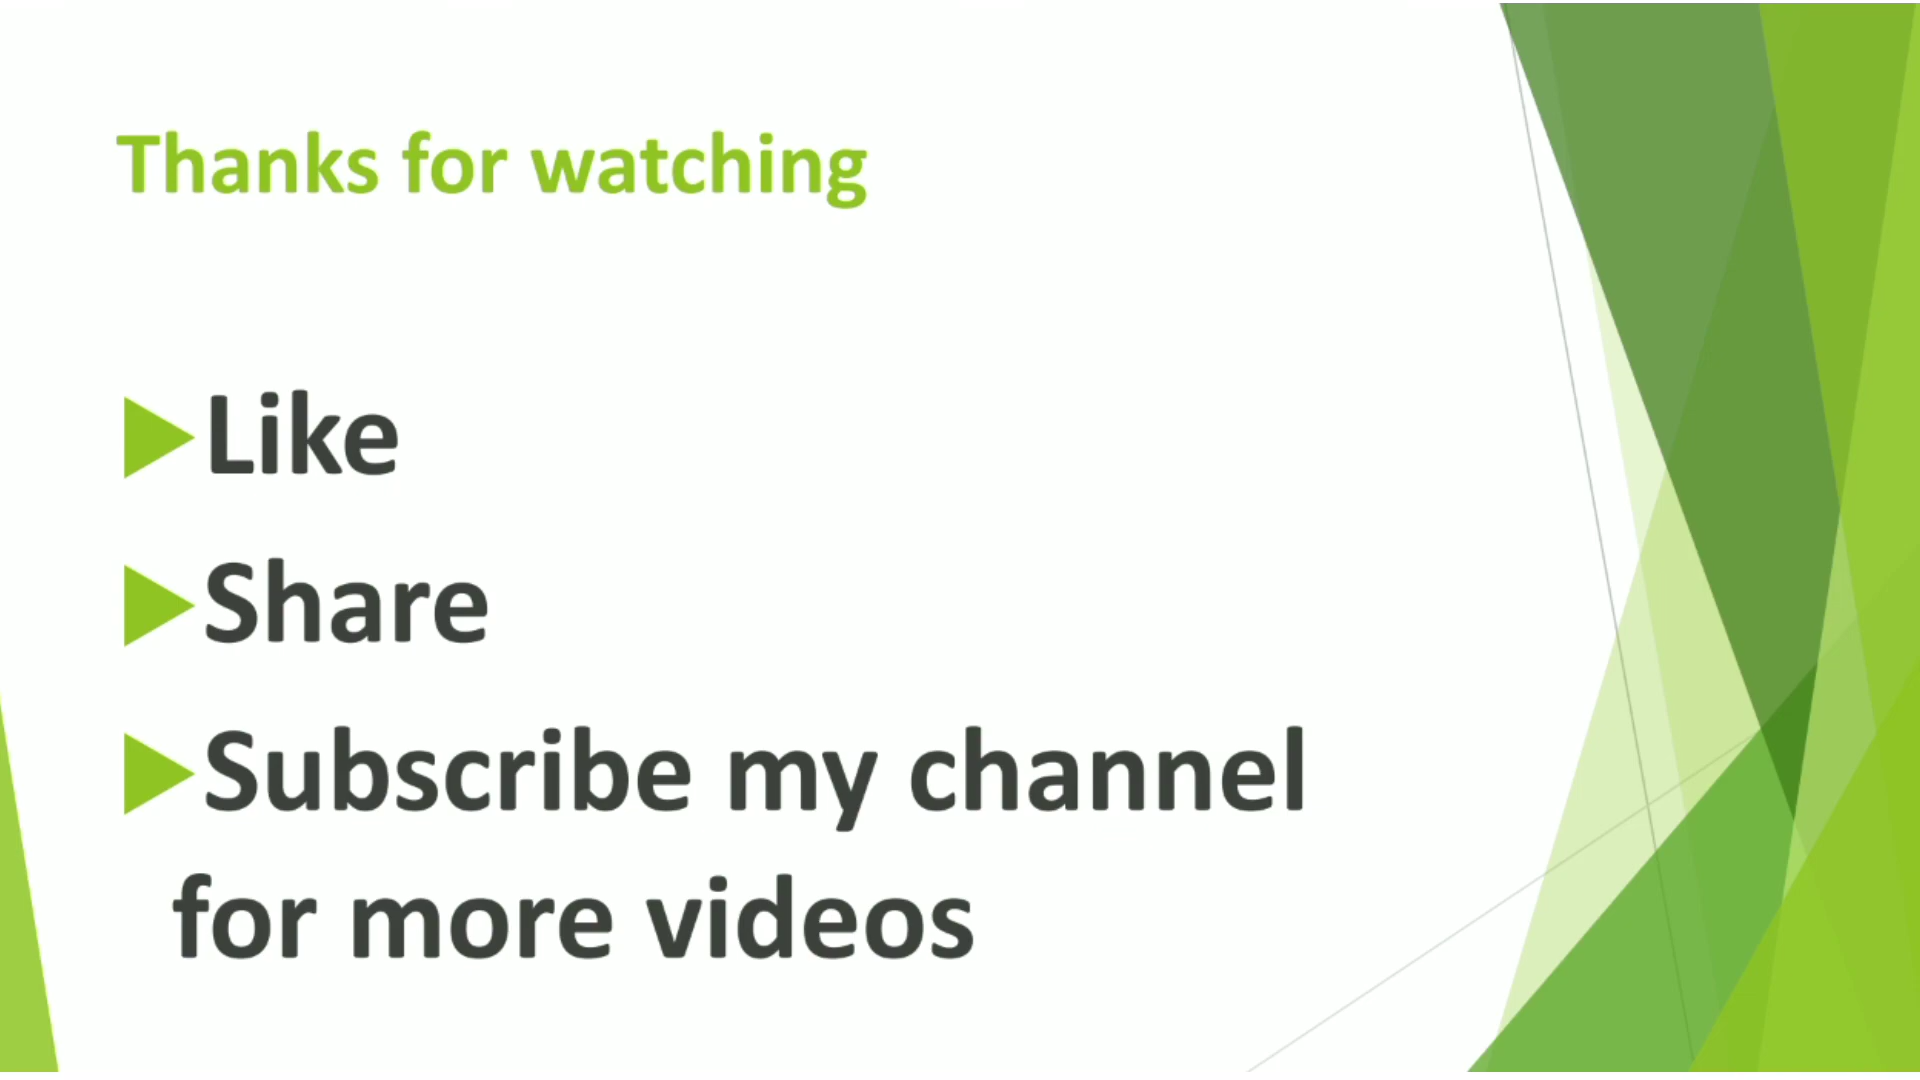 Thanks for watching
Like
Share
Subscribe my channel
for more videos